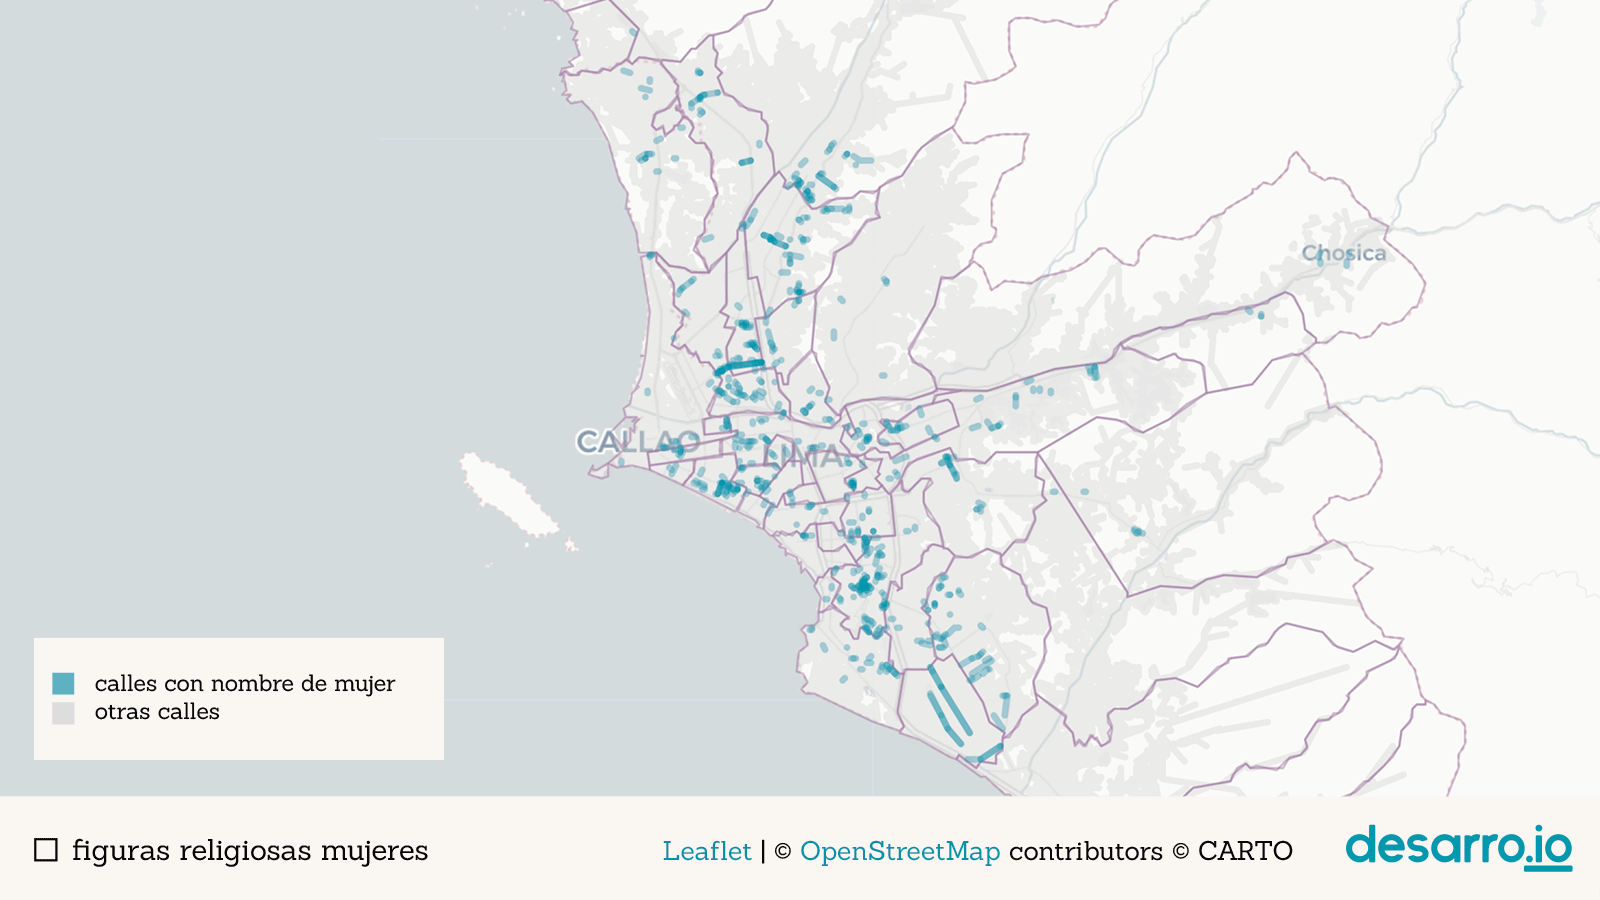 Chosica
CALLAO
LIMA
calles con nombre de mujer
otras calles
figuras religiosas mujeres
Leaflet | © OpenStreetMap contributors © CARTO
desarro.io